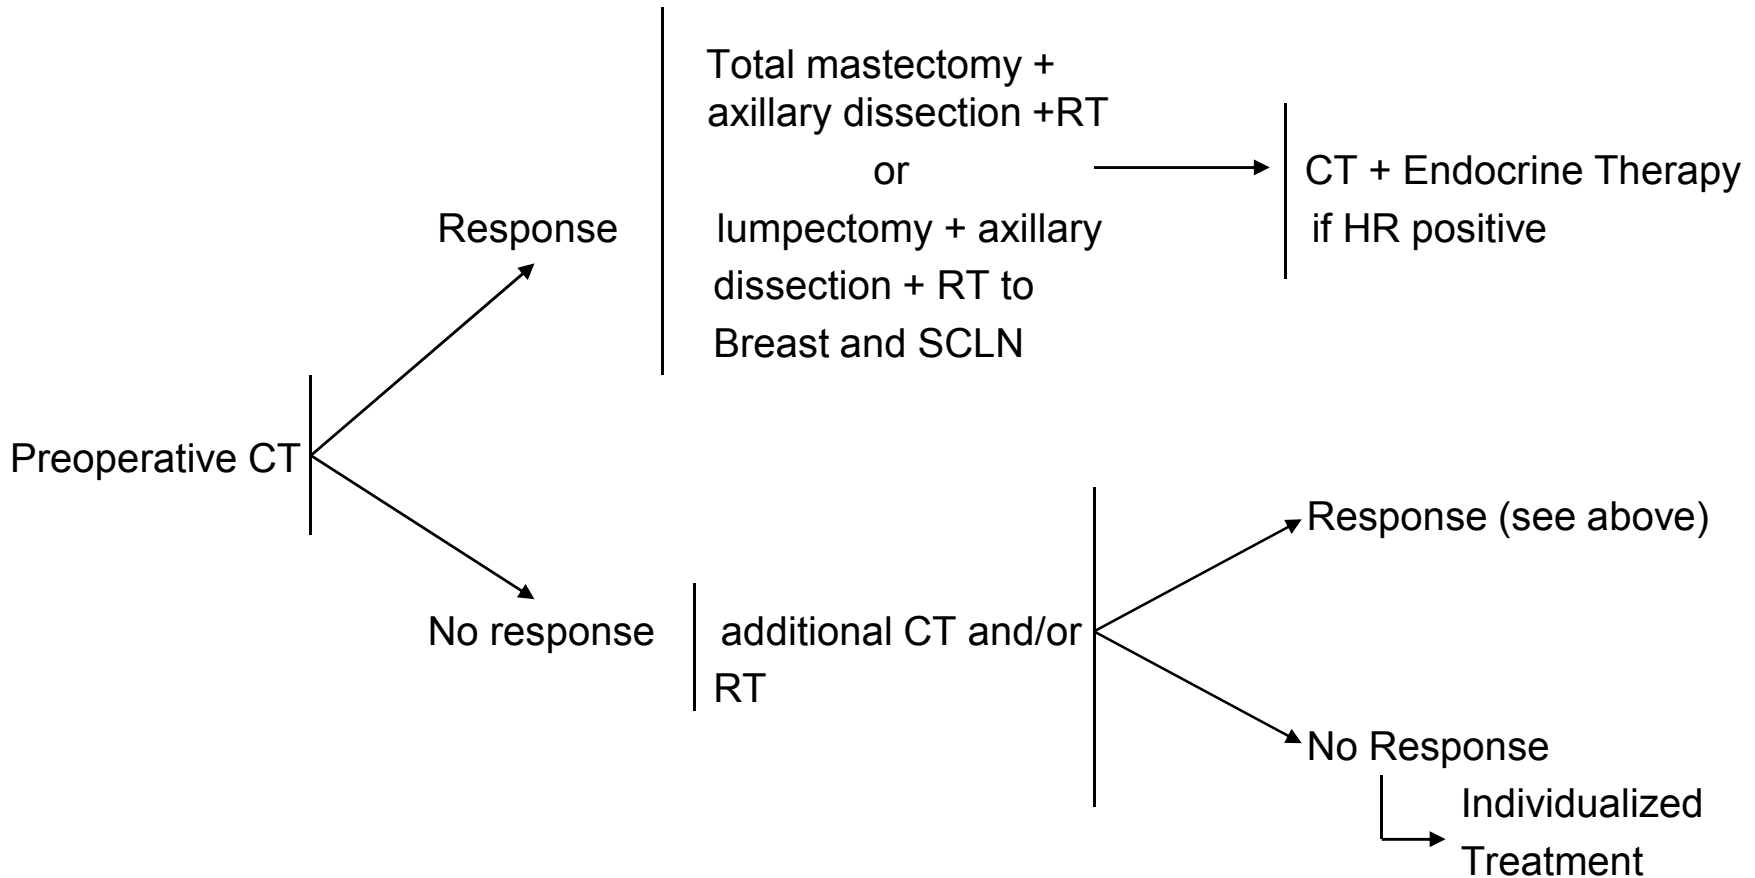 Total mastectomy +
axillary dissection +RT
or
lumpectomy + axillary
dissection + RT to
Breast and SCLN
CT + Endocrine Therapy
if HR positive
Response
Preoperative CT
No response
additional CT and/or
RT
Response (see above)
No Response
Individualized
Treatment